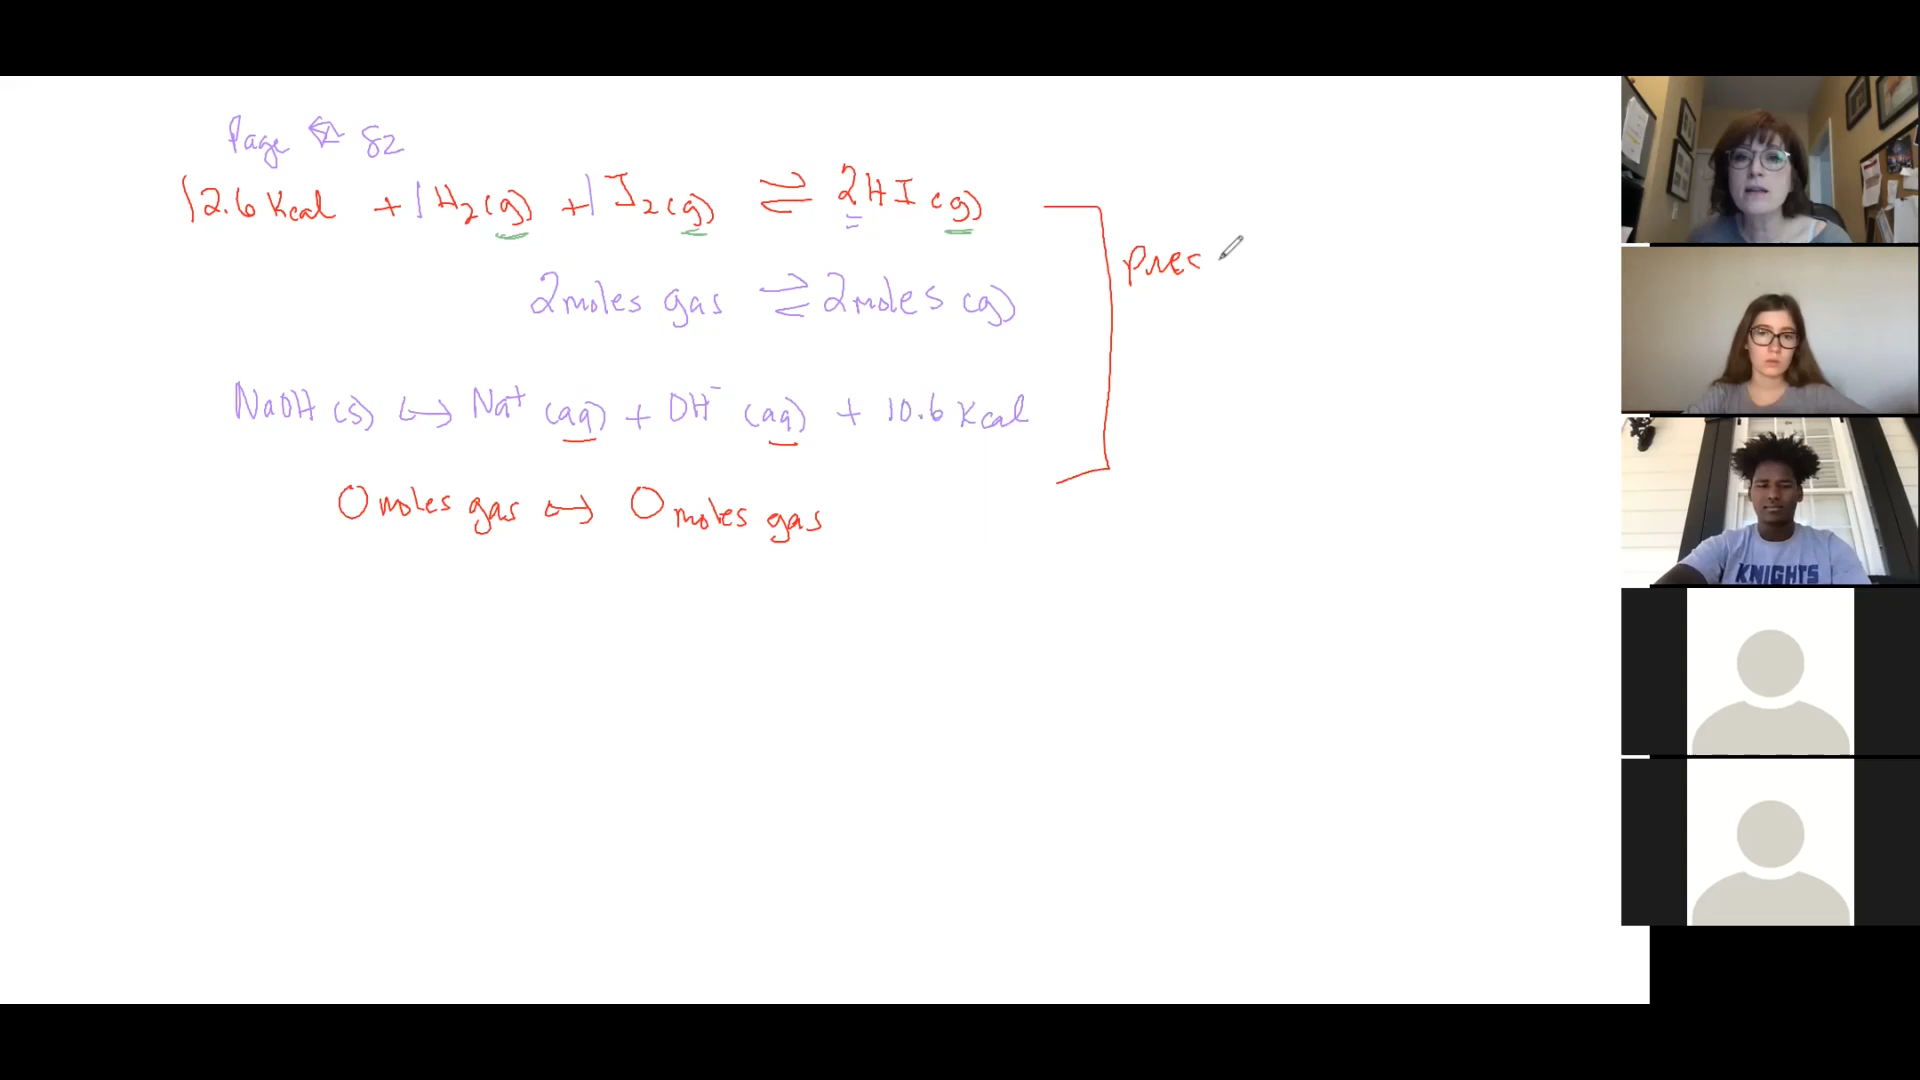 Page 82
12.6 Kcal + 1 H₂(g) + 1 I₂(g) ⇌ 2HI(g)
pres
2 moles gas ⇌ 2 moles (g)
NaOH (s) ↔ Na⁺ (aq) + OH⁻ (aq) + 10.6 Kcal
0 moles gas ↔ 0 moles gas
KNIGHTS